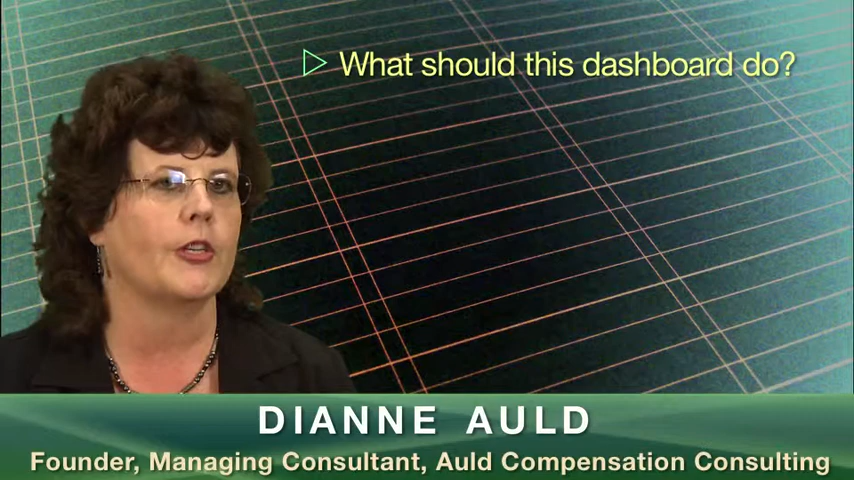 What should this dashboard do?
DIANNE AULD
Founder, Managing Consultant, Auld Compensation Consulting